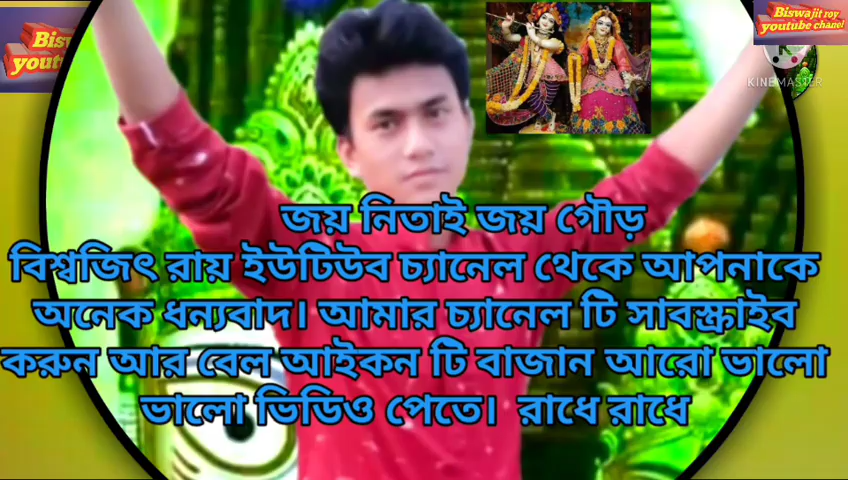 Biswajit roy
youtube chanel
KINEMASTER
জয় নিতাই জয় গৌড়
বিশ্বজিৎ রায় ইউটিউব চ্যানেল থেকে আপনাকে
অনেক ধন্যবাদ। আমার চ্যানেল টি সাবস্ক্রাইব
করুন আর বেল আইকন টি বাজান আরো ভালো
ভালো ভিডিও পেতে। রাধে রাধে